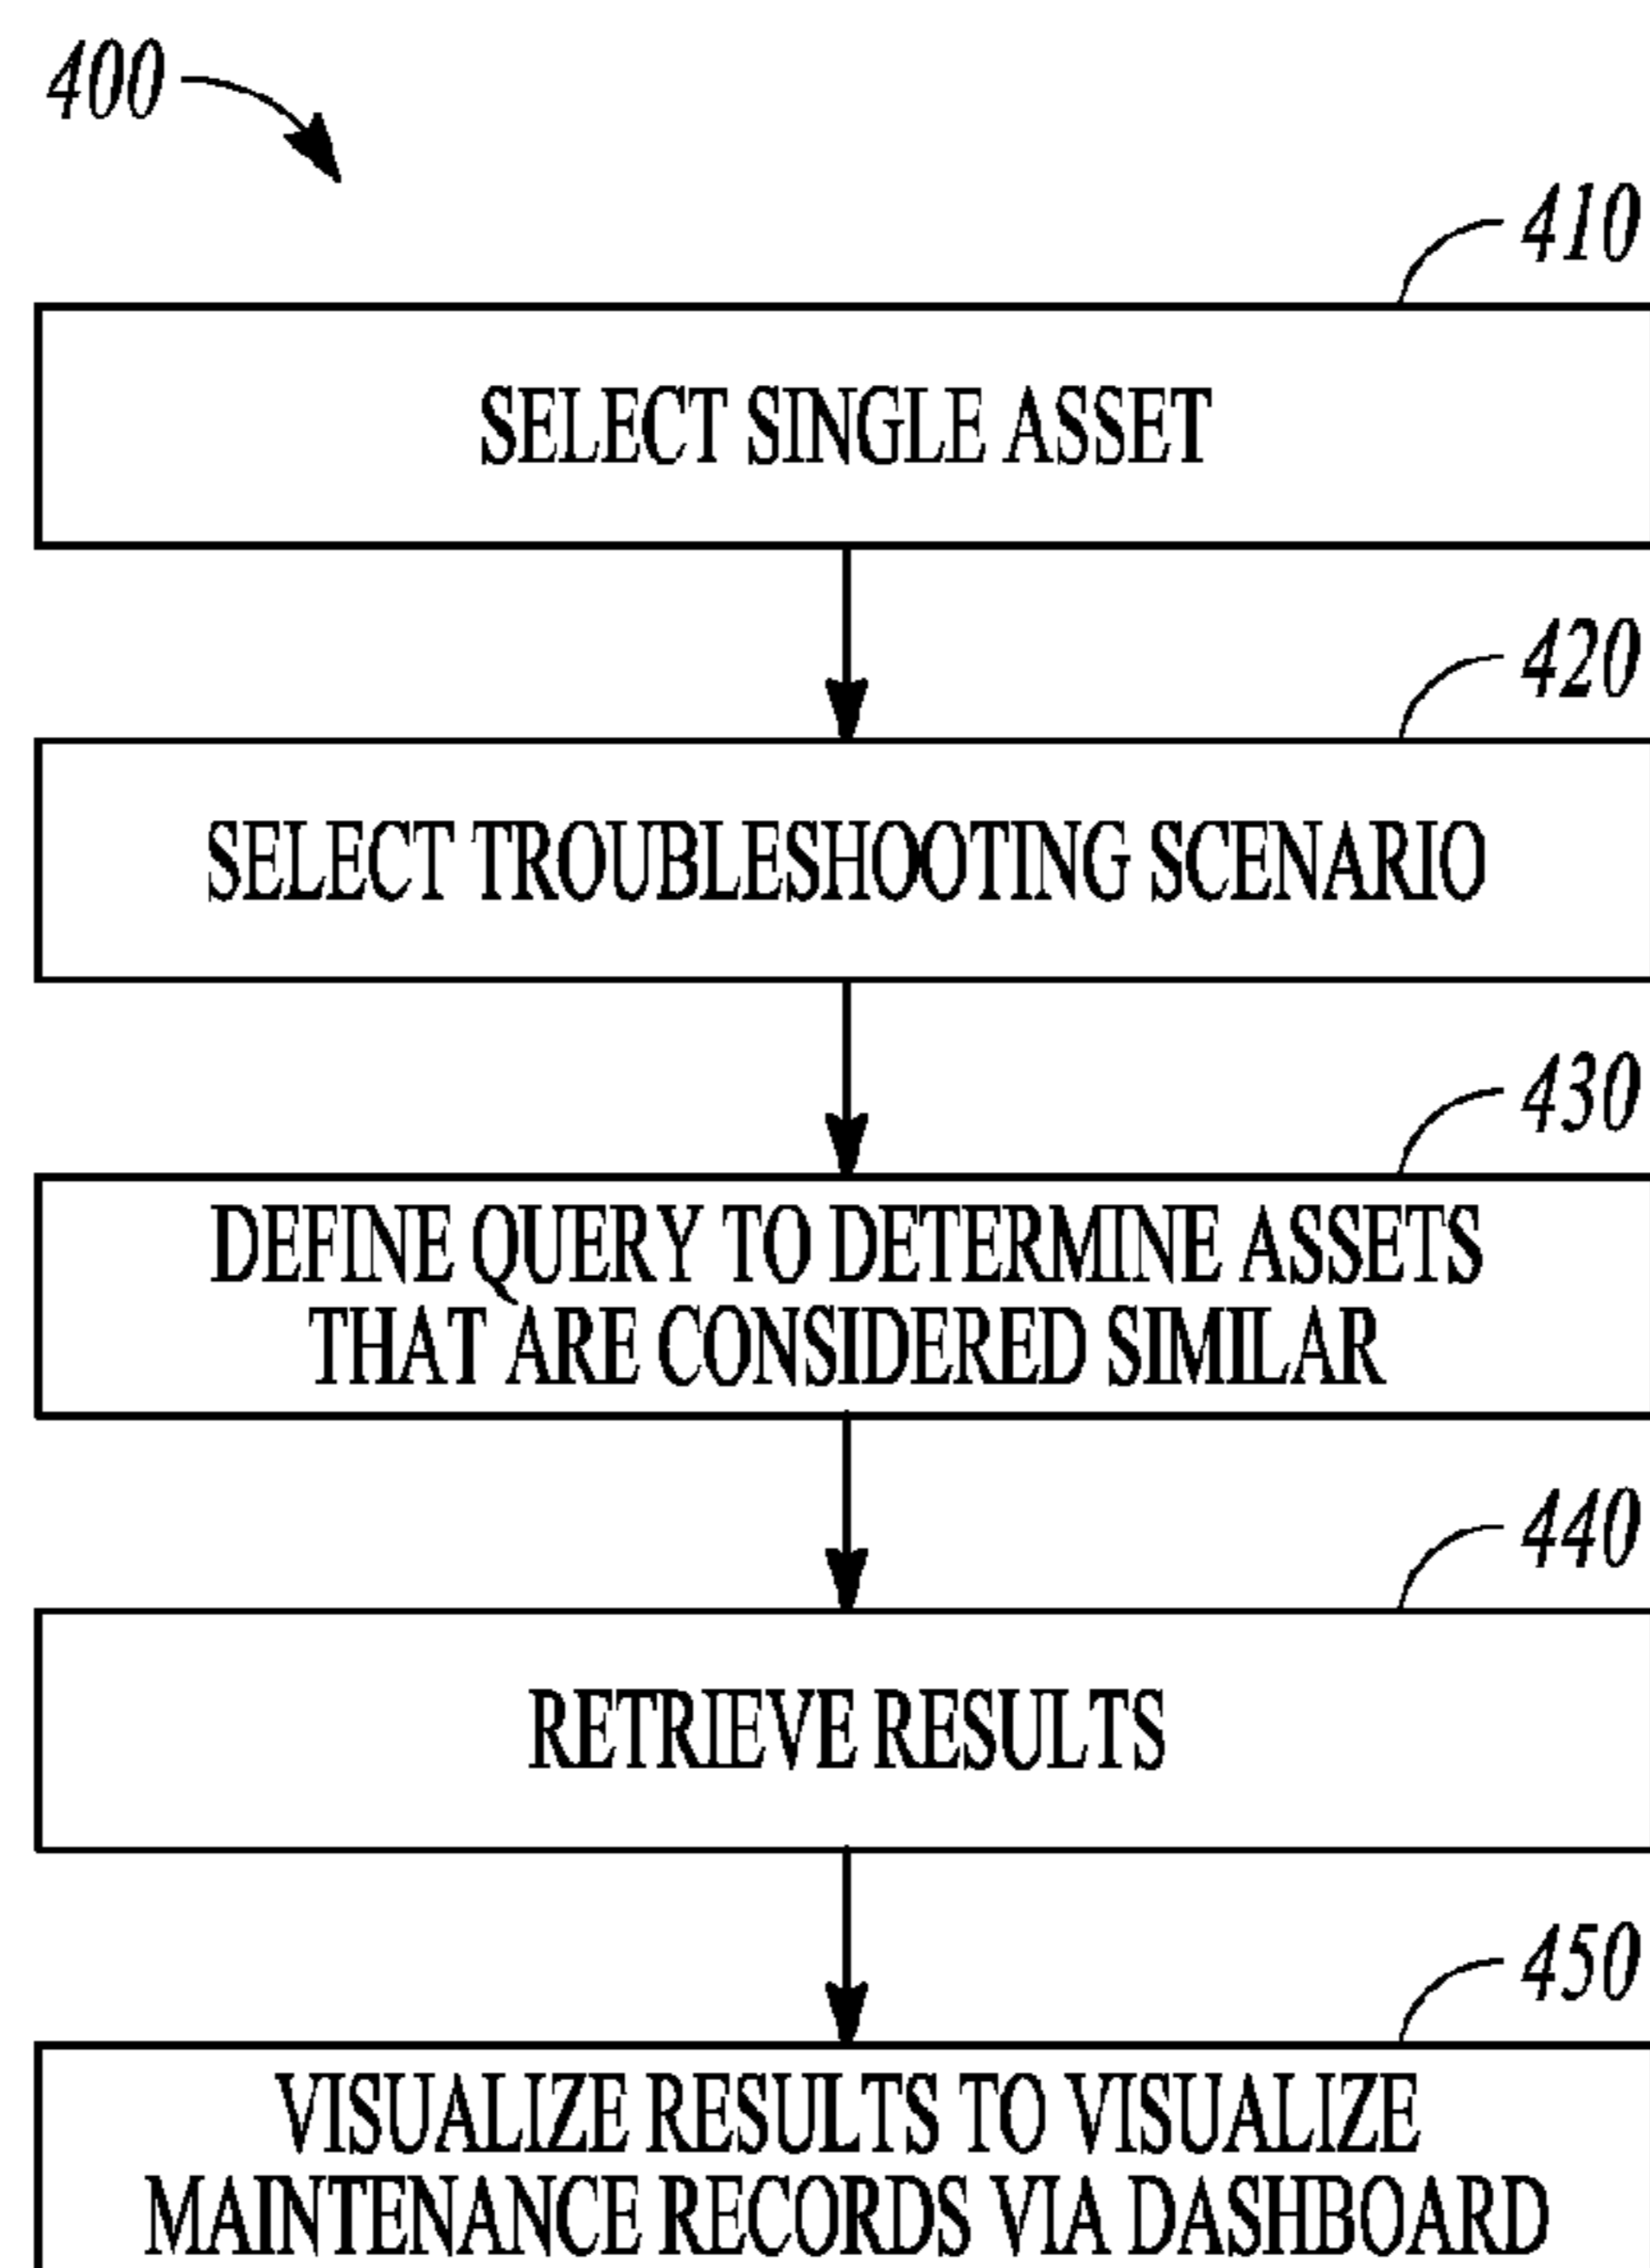 400
410
SELECT SINGLE ASSET
420
SELECT TROUBLESHOOTING SCENARIO
430
DEFINE QUERY TO DETERMINE ASSETS
THAT ARE CONSIDERED SIMILAR
440
RETRIEVE RESULTS
450
VISUALIZE RESULTS TO VISUALIZE
MAINTENANCE RECORDS VIA DASHBOARD